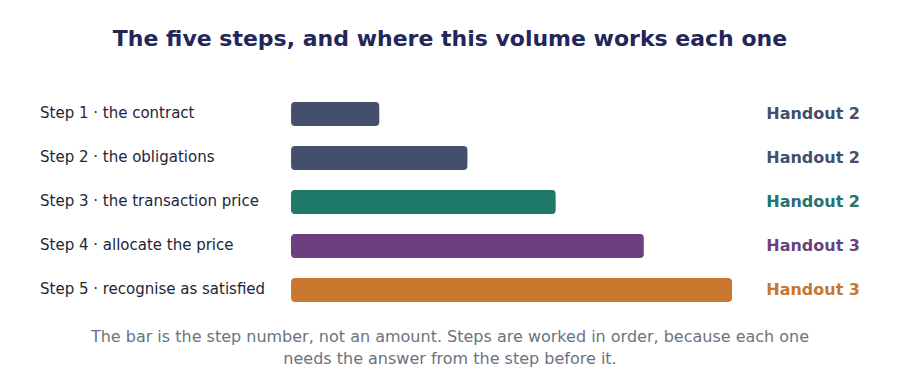 The five steps, and where this volume works each one
Step 1 · the contract Handout 2
Step 2 · the obligations Handout 2
Step 3 · the transaction price Handout 2
Step 4 · allocate the price Handout 3
Step 5 · recognise as satisfied Handout 3
The bar is the step number, not an amount. Steps are worked in order, because each one
needs the answer from the step before it.